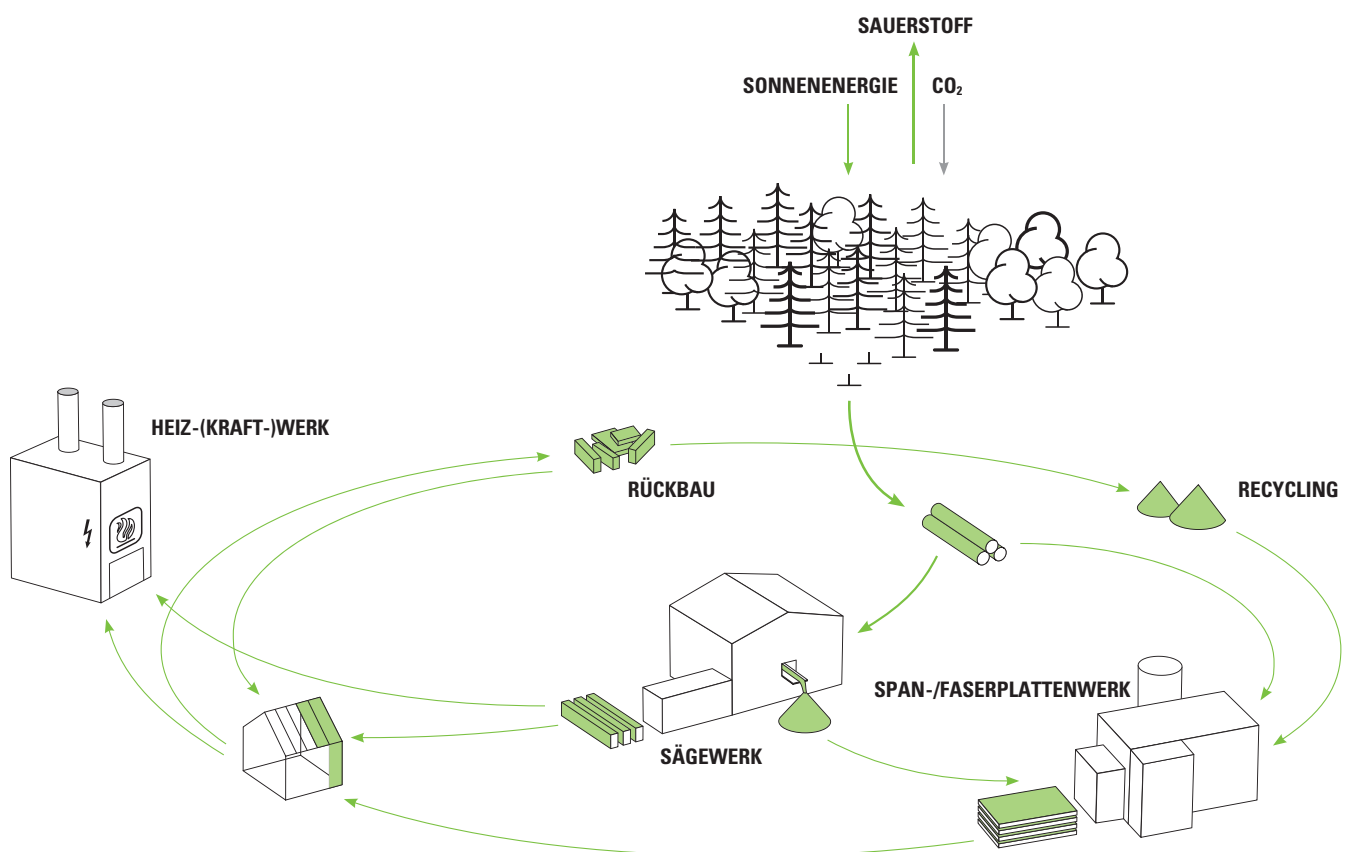 SAUERSTOFF
SONNENENERGIE
CO₂
HEIZ-(KRAFT-)WERK
RÜCKBAU
RECYCLING
SPAN-/FASERPLATTENWERK
SÄGEWERK